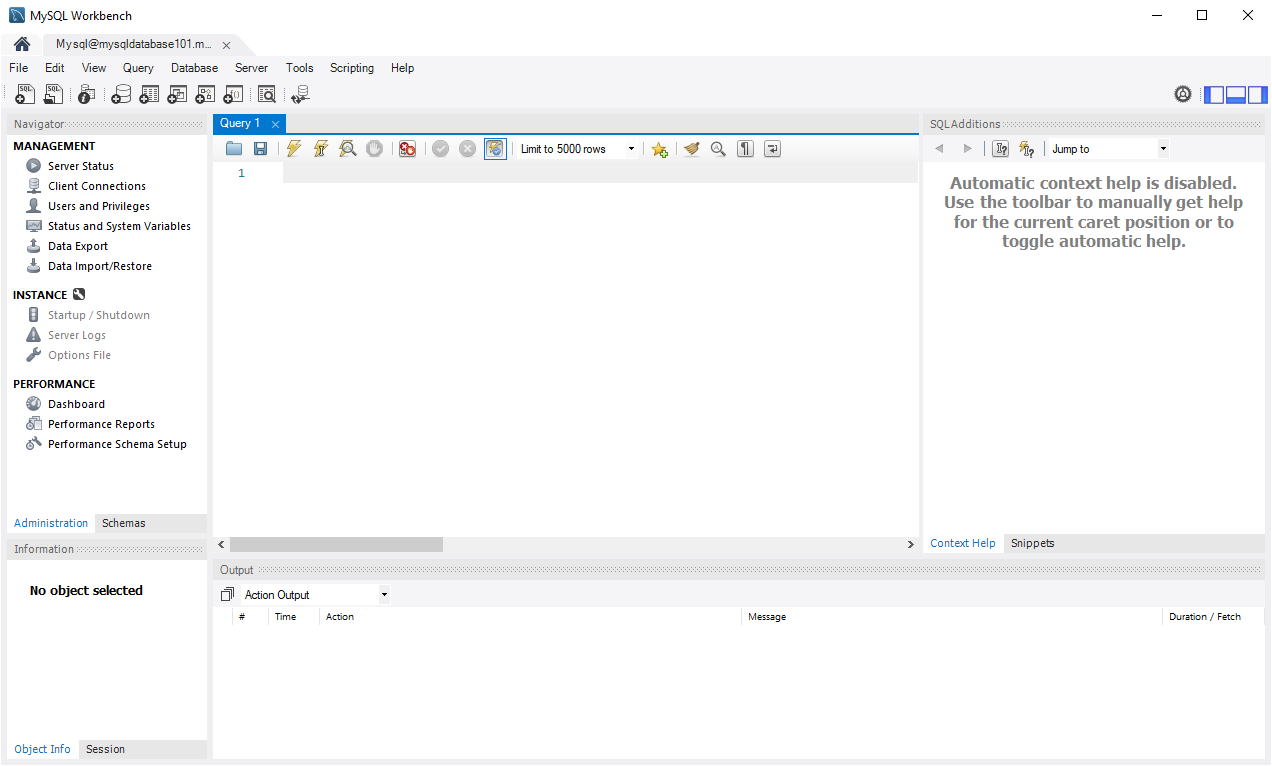 MySQL Workbench
Mysql@mysqldatabase101.m...
File Edit View Query Database Server Tools Scripting Help
Navigator
MANAGEMENT
Server Status
Client Connections
Users and Privileges
Status and System Variables
Data Export
Data Import/Restore
INSTANCE
Startup / Shutdown
Server Logs
Options File
PERFORMANCE
Dashboard
Performance Reports
Performance Schema Setup
Administration Schemas
Information
No object selected
Object Info Session
Query 1
Limit to 5000 rows
1
SQLAdditions
Jump to
Automatic context help is disabled.
Use the toolbar to manually get help
for the current caret position or to
toggle automatic help.
Context Help Snippets
Output
Action Output
# Time Action Message Duration / Fetch